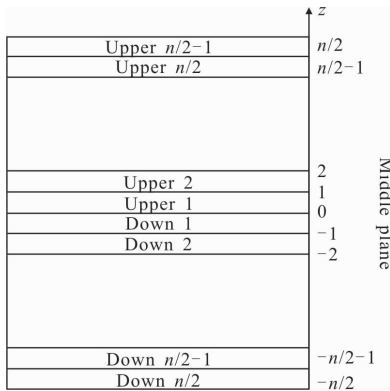 z
Upper n/2−1
n/2
Upper n/2
n/2−1
2
Upper 2
1
Upper 1
0
Down 1
−1
Down 2
−2
Middle plane
Down n/2−1
−n/2−1
Down n/2
−n/2